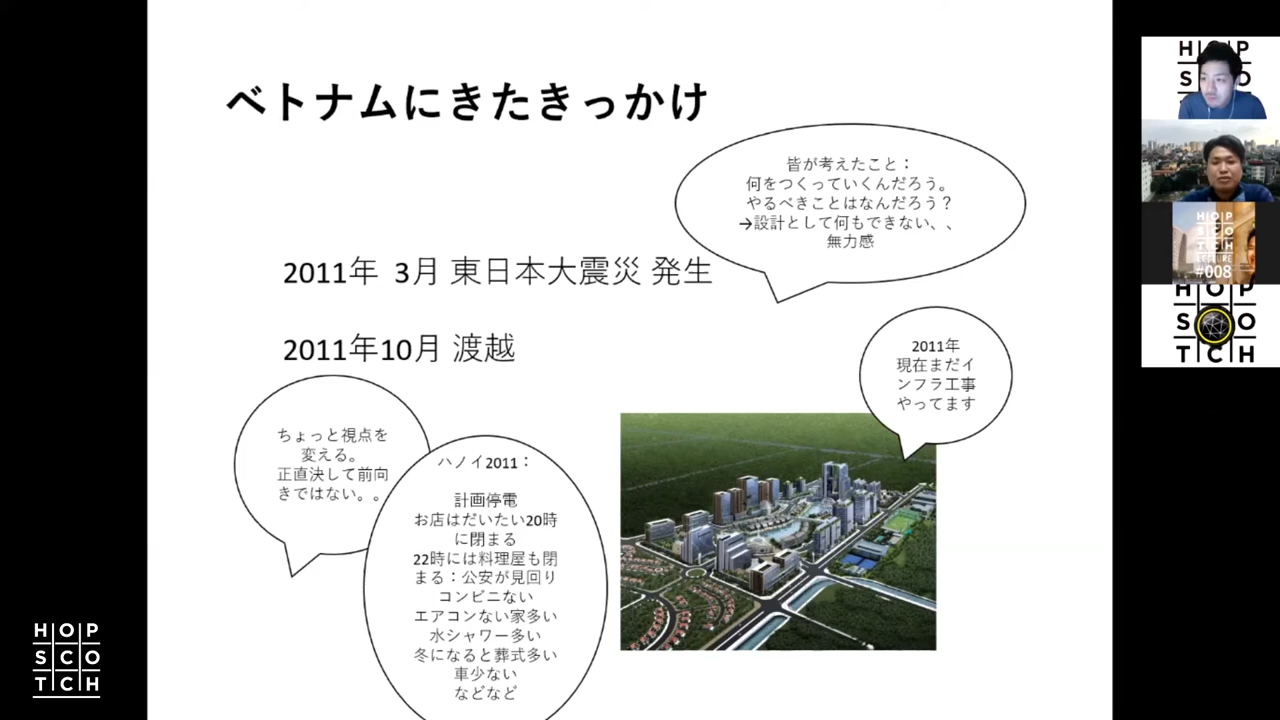 ベトナムにきたきっかけ
皆が考えたこと：
何をつくっていくんだろう。
やるべきことはなんだろう？
→設計として何もできない、、
無力感
2011年 3月 東日本大震災 発生
2011年10月 渡越
2011年
現在まだイ
ンフラ工事
やってます
ちょっと視点を
変える。
正直決して前向
きではない。。
ハノイ2011：
計画停電
お店はだいたい20時
に閉まる
22時には料理屋も閉
まる：公安が見回り
コンビニない
エアコンない家多い
水シャワー多い
冬になると葬式多い
車少ない
などなど
HOP
SCO
TCH
HOP
S O
HOP
SCO
TCH
LECTURE
#008
HOP
S O
TCH